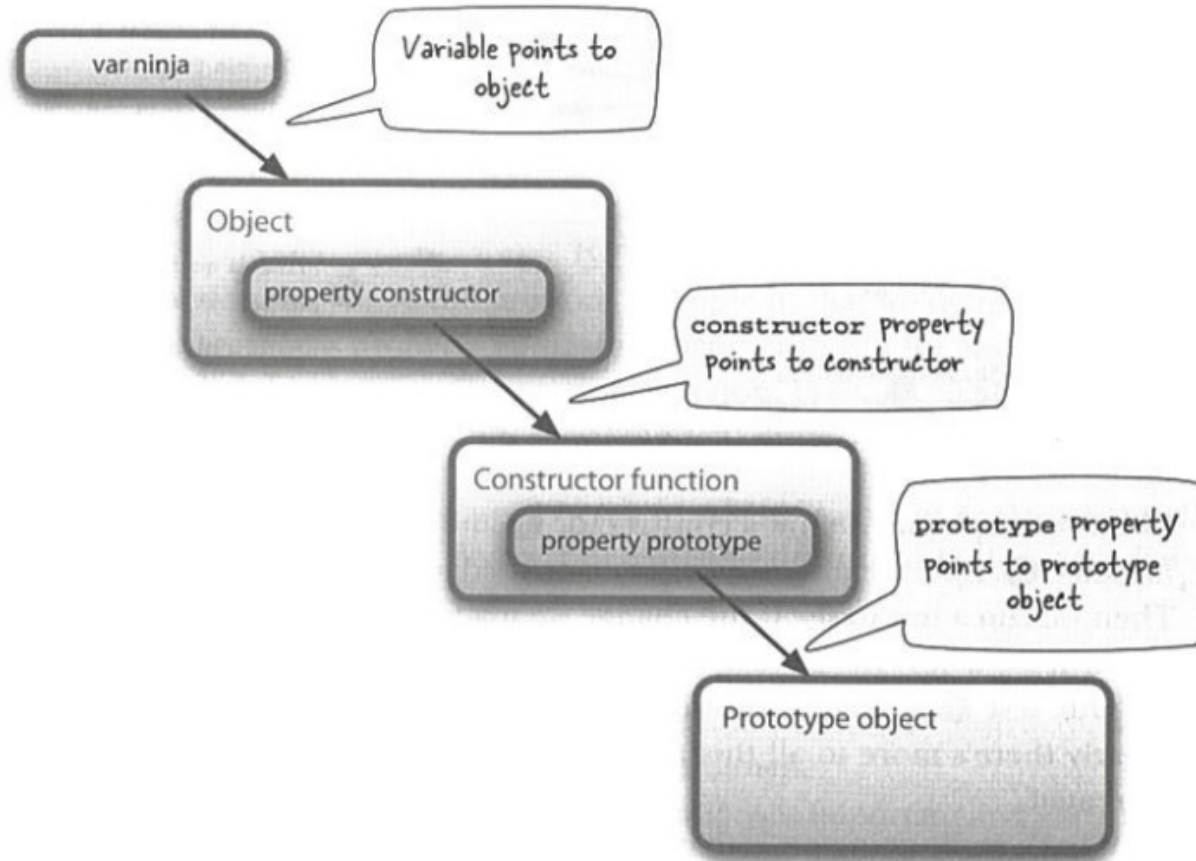 var ninja
Variable points to
object
Object
property constructor
constructor property
points to constructor
Constructor function
property prototype
prototype property
points to prototype
object
Prototype object